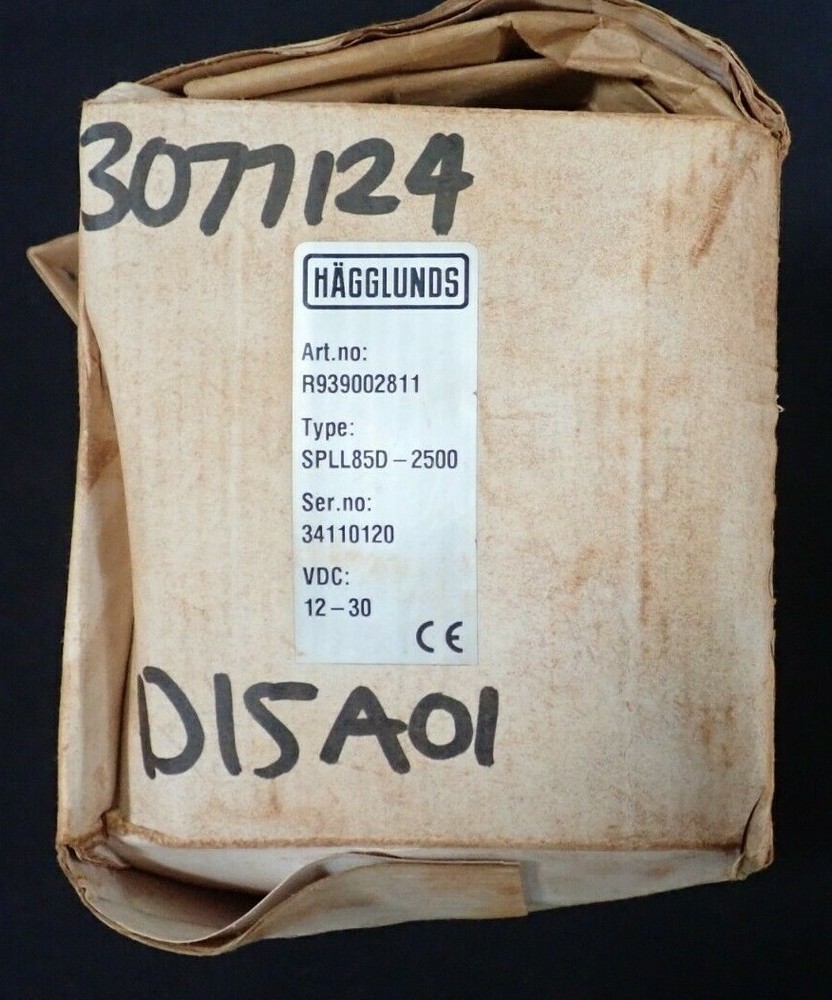 3077124
HÄGGLUNDS
Art.no:
R939002811
Type:
SPLL85D – 2500
Ser.no:
34110120
VDC:
12 – 30
CE
D15A01